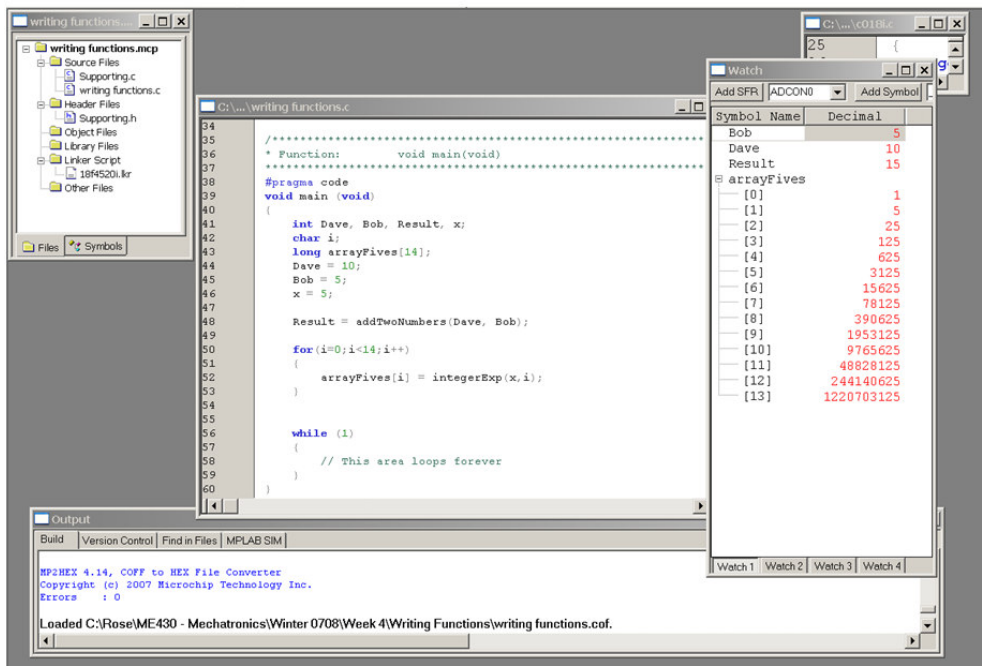 writing functions....
writing functions.mcp
Source Files
Supporting.c
writing functions.c
Header Files
Supporting.h
Object Files
Library Files
Linker Script
18f4520i.lkr
Other Files
Files Symbols
C:\...\c018i.c
25 {
Watch
Add SFR ADCON0 Add Symbol
Symbol Name Decimal
Bob 5
Dave 10
Result 15
arrayFives
[0] 1
[1] 5
[2] 25
[3] 125
[4] 625
[5] 3125
[6] 15625
[7] 78125
[8] 390625
[9] 1953125
[10] 9765625
[11] 48828125
[12] 244140625
[13] 1220703125
Watch 1 Watch 2 Watch 3 Watch 4
C:\...\writing functions.c
34
35 /**************************************************************
36 * Function: void main(void)
37 ***************************************************************
38 #pragma code
39 void main (void)
40 {
41 int Dave, Bob, Result, x;
42 char i;
43 long arrayFives[14];
44 Dave = 10;
45 Bob = 5;
46 x = 5;
47
48 Result = addTwoNumbers(Dave, Bob);
49
50 for(i=0;i<14;i++)
51 {
52 arrayFives[i] = integerExp(x,i);
53 }
54
55
56 while (1)
57 {
58 // This area loops forever
59 }
60 }
Output
Build Version Control Find in Files MPLAB SIM
MP2HEX 4.14, COFF to HEX File Converter
Copyright (c) 2007 Microchip Technology Inc.
Errors : 0
Loaded C:\Rose\ME430 - Mechatronics\Winter 0708\Week 4\Writing Functions\writing functions.cof.